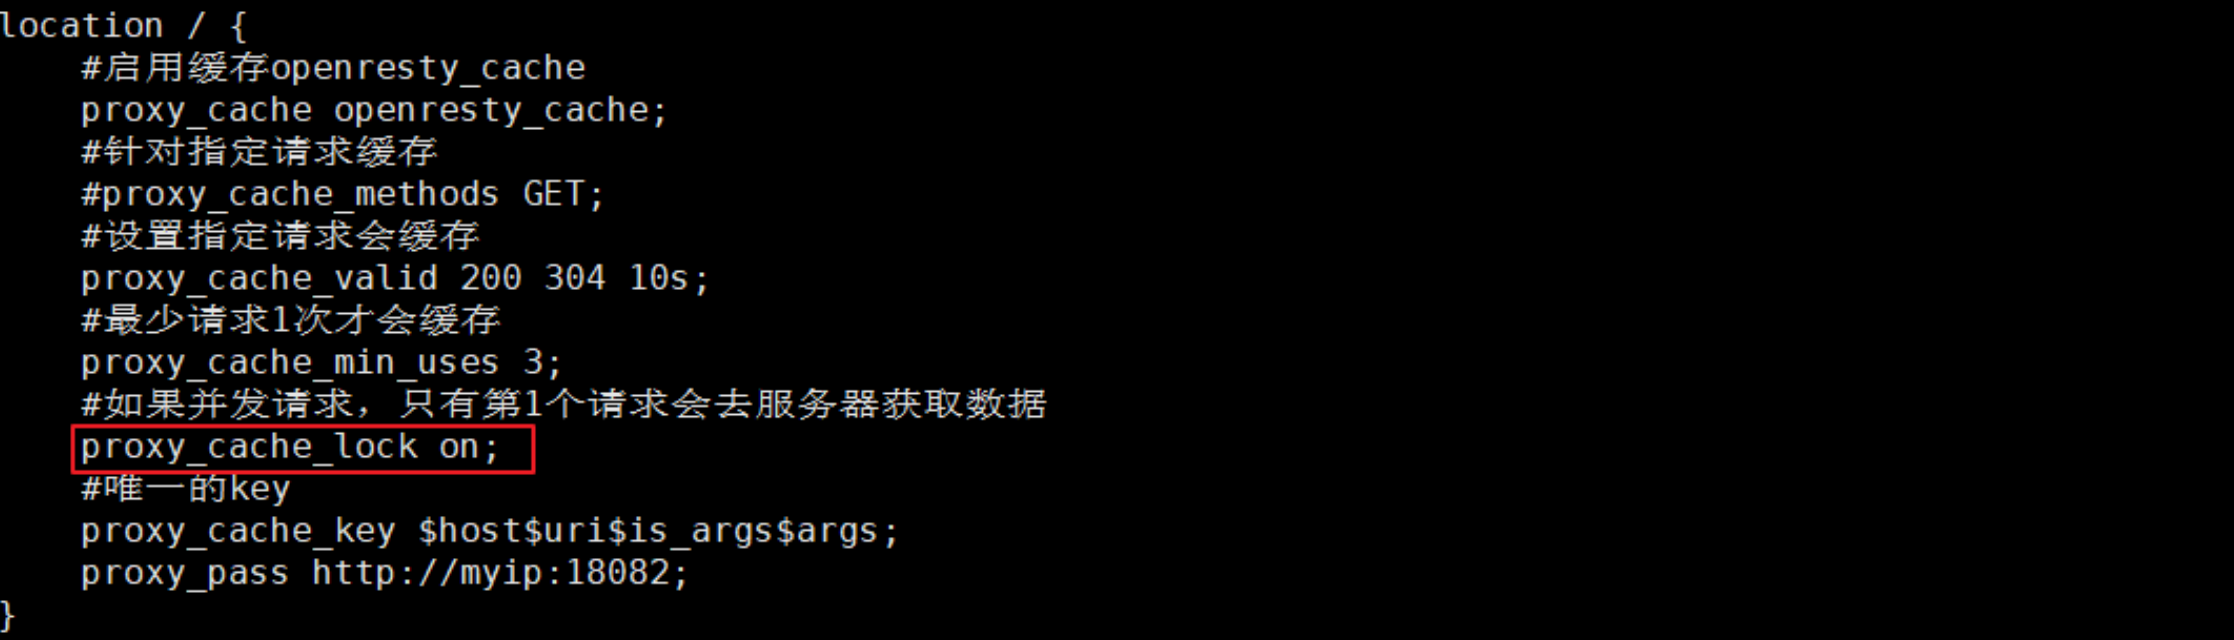 location / {
    #启用缓存openresty_cache
    proxy_cache openresty_cache;
    #针对指定请求缓存
    #proxy_cache_methods GET;
    #设置指定请求会缓存
    proxy_cache_valid 200 304 10s;
    #最少请求1次才会缓存
    proxy_cache_min_uses 3;
    #如果并发请求，只有第1个请求会去服务器获取数据
    proxy_cache_lock on;
    #唯一的key
    proxy_cache_key $host$uri$is_args$args;
    proxy_pass http://myip:18082;
}